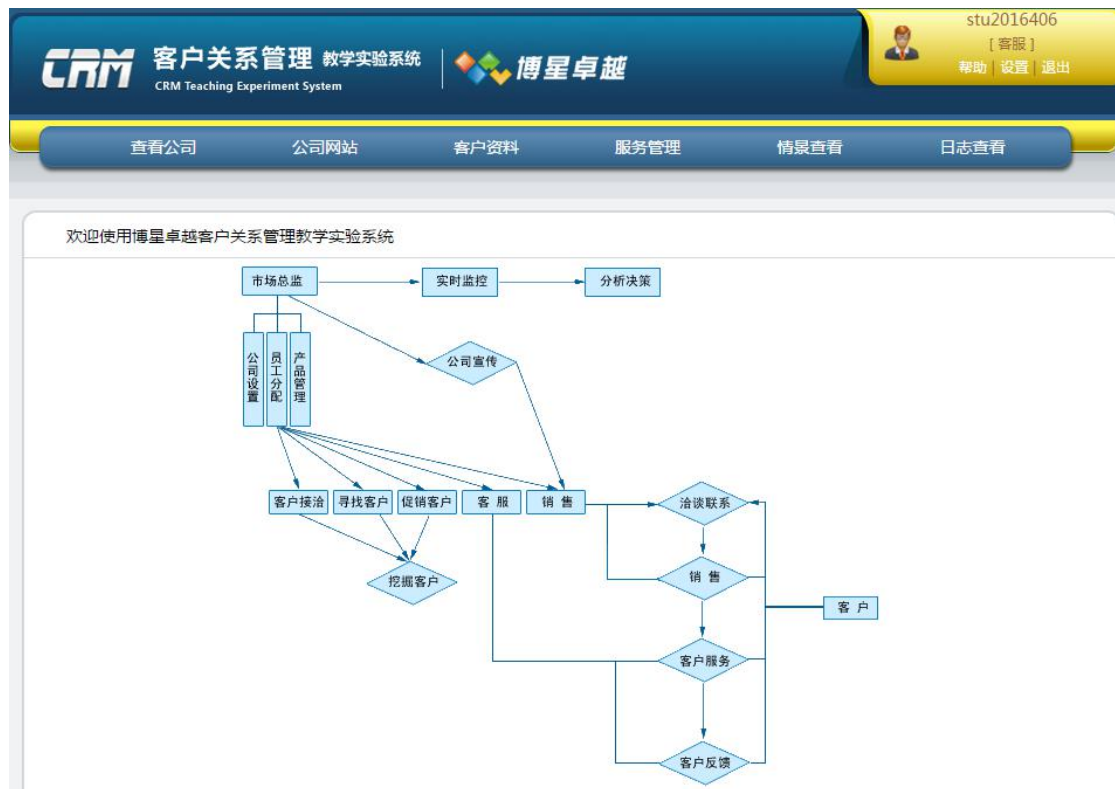 stu2016406
[ 客服 ]
帮助 | 设置 | 退出
CRM 客户关系管理 教学实验系统
CRM Teaching Experiment System
博星卓越
查看公司 公司网站 客户资料 服务管理 情景查看 日志查看
欢迎使用博星卓越客户关系管理教学实验系统
市场总监 实时监控 分析决策
公司设置 员工分配 产品管理
公司宣传
客户接洽 寻找客户 促销客户 客 服 销 售 洽谈联系
挖掘客户 销 售
客 户
客户服务
客户反馈